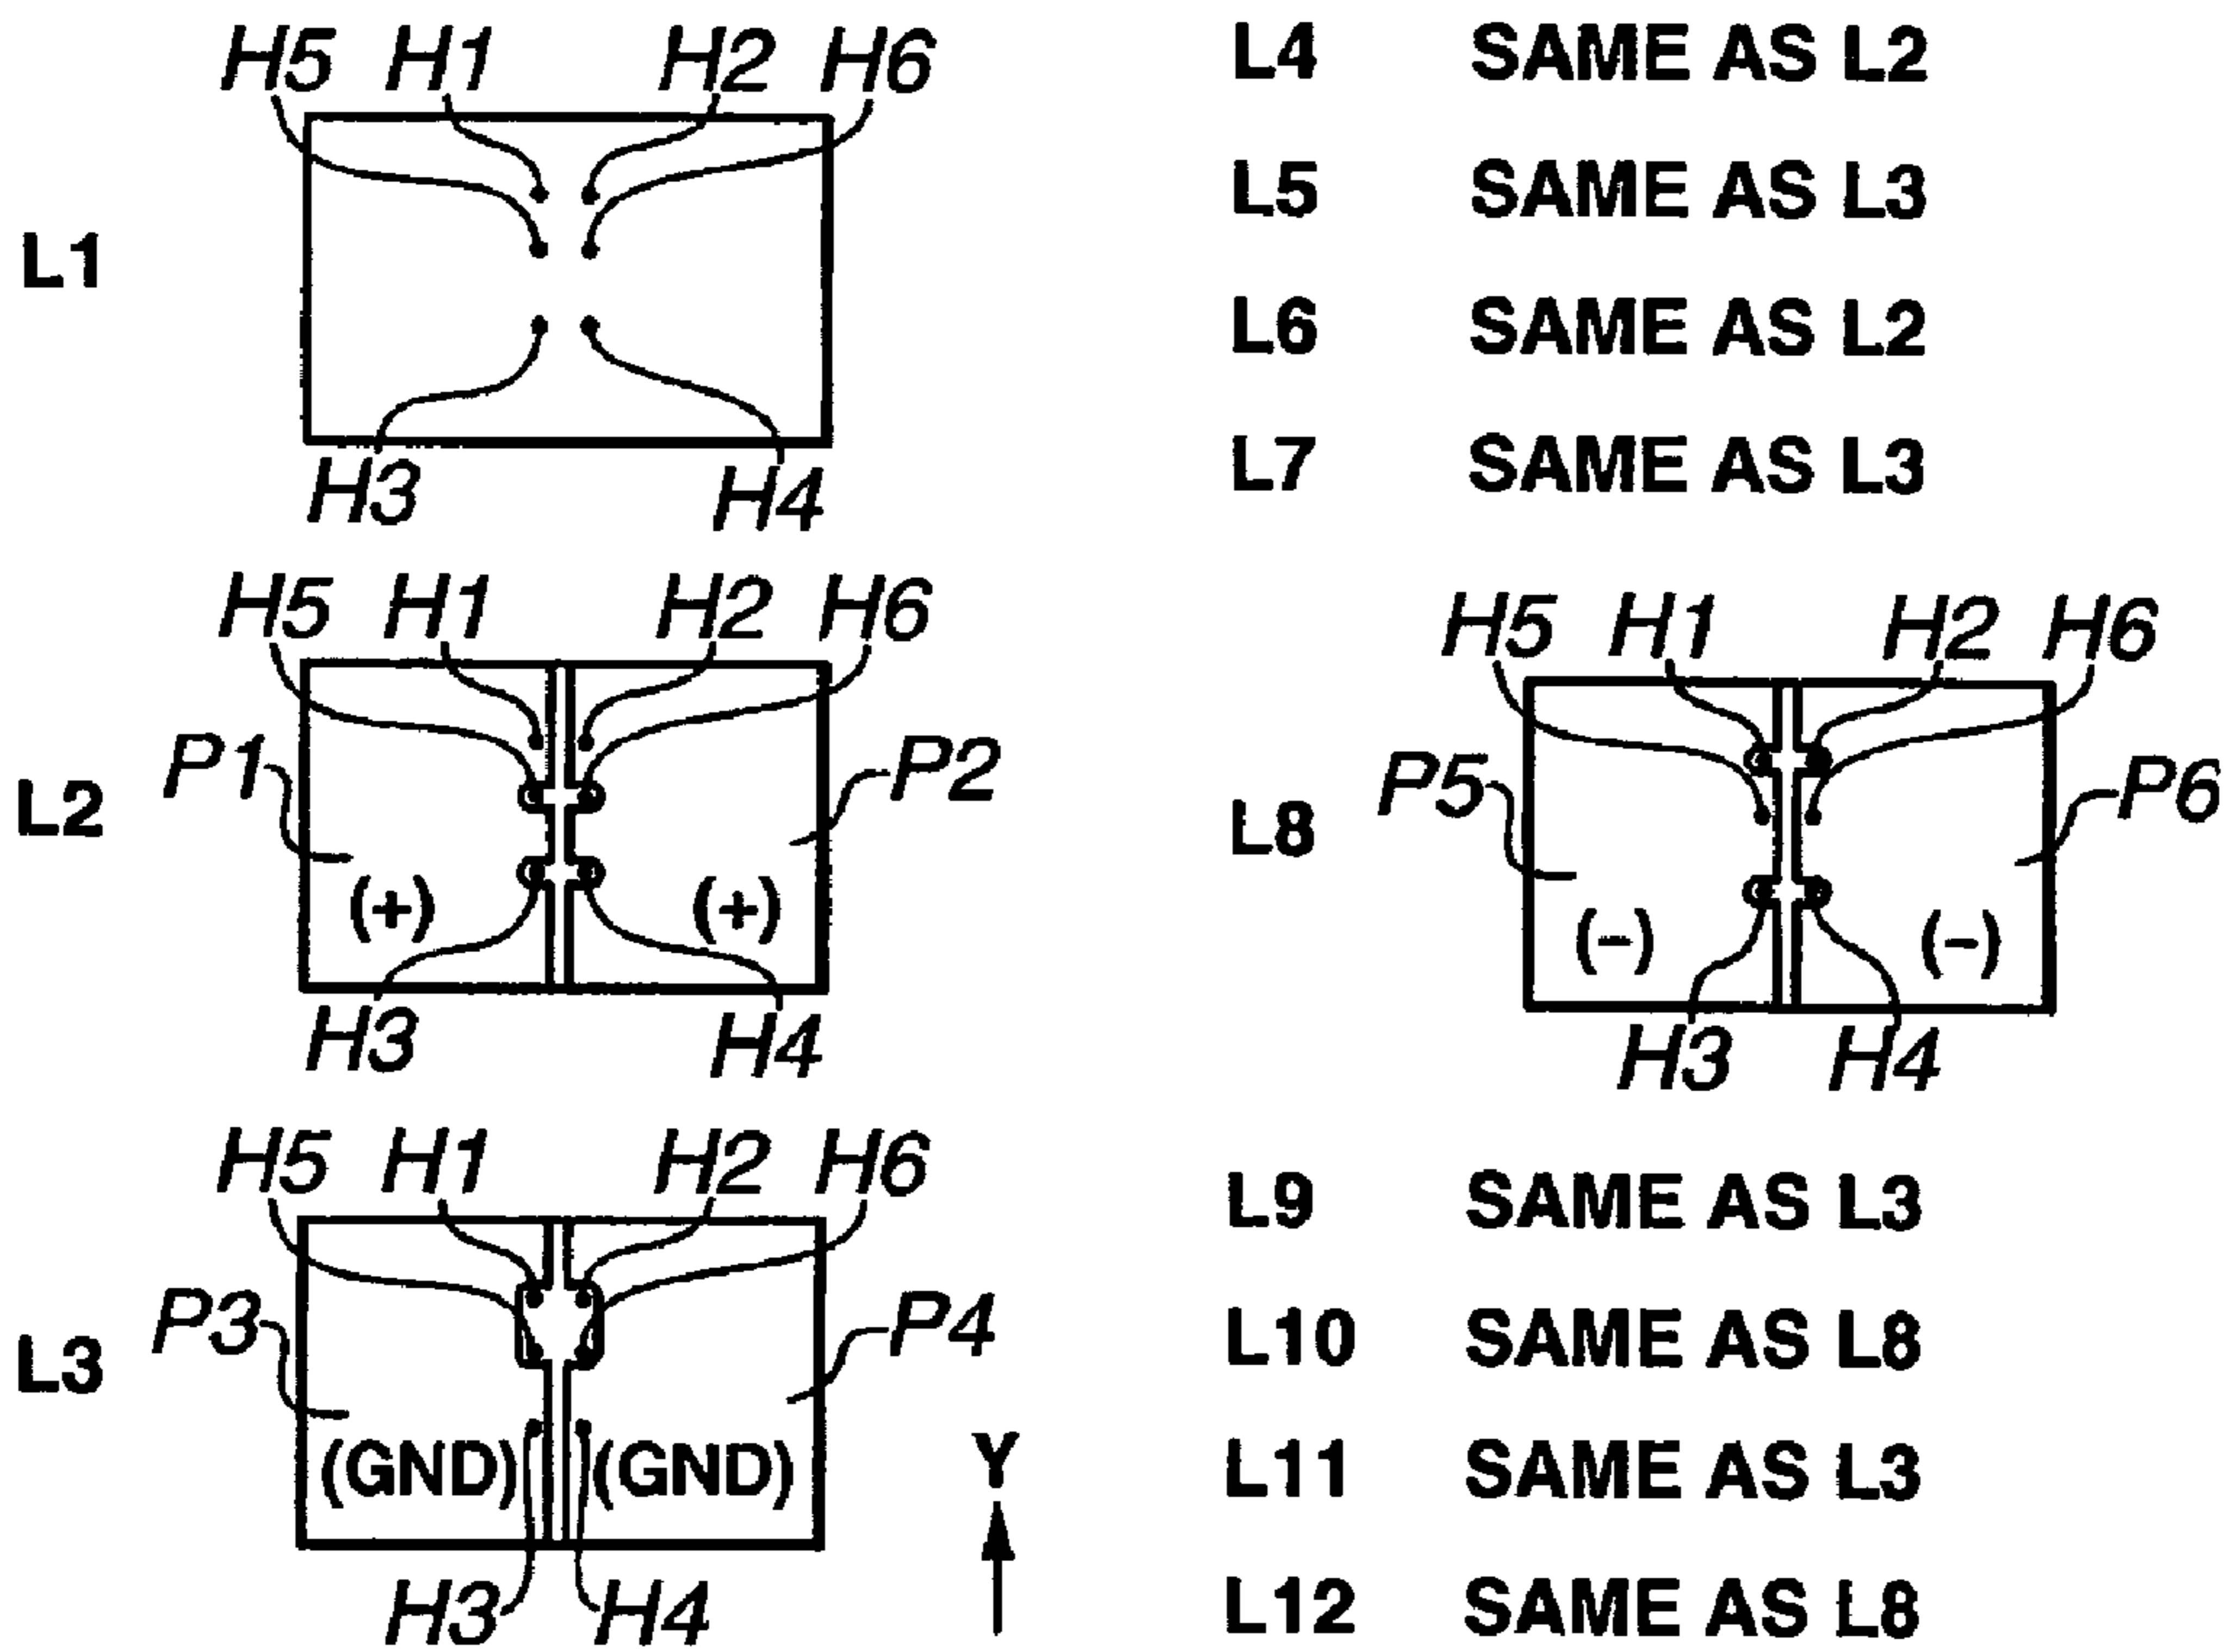 H5 H1 H2 H6
L1
H3 H4
H5 H1 H2 H6
P1 P2
L2
(+) (+)
H3 H4
H5 H1 H2 H6
P3 P4
L3
(GND) (GND)
H3 H4
Y
L4 SAME AS L2
L5 SAME AS L3
L6 SAME AS L2
L7 SAME AS L3
H5 H1 H2 H6
P5 P6
L8
(–) (–)
H3 H4
L9 SAME AS L3
L10 SAME AS L8
L11 SAME AS L3
L12 SAME AS L8